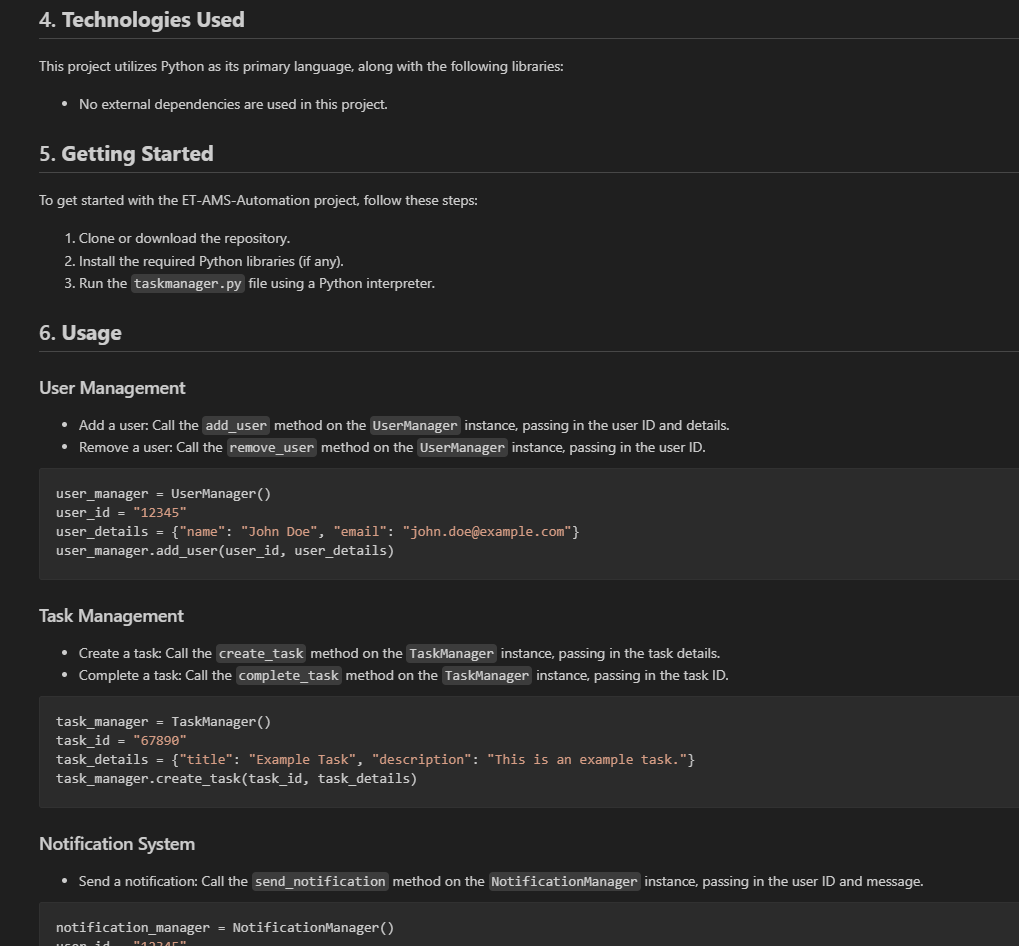 4. Technologies Used
This project utilizes Python as its primary language, along with the following libraries:
• No external dependencies are used in this project.
5. Getting Started
To get started with the ET-AMS-Automation project, follow these steps:
1. Clone or download the repository.
2. Install the required Python libraries (if any).
3. Run the taskmanager.py file using a Python interpreter.
6. Usage
User Management
• Add a user: Call the add_user method on the UserManager instance, passing in the user ID and details.
• Remove a user: Call the remove_user method on the UserManager instance, passing in the user ID.
user_manager = UserManager()
user_id = "12345"
user_details = {"name": "John Doe", "email": "john.doe@example.com"}
user_manager.add_user(user_id, user_details)
Task Management
• Create a task: Call the create_task method on the TaskManager instance, passing in the task details.
• Complete a task: Call the complete_task method on the TaskManager instance, passing in the task ID.
task_manager = TaskManager()
task_id = "67890"
task_details = {"title": "Example Task", "description": "This is an example task."}
task_manager.create_task(task_id, task_details)
Notification System
• Send a notification: Call the send_notification method on the NotificationManager instance, passing in the user ID and message.
notification_manager = NotificationManager()
user_id = "12345"